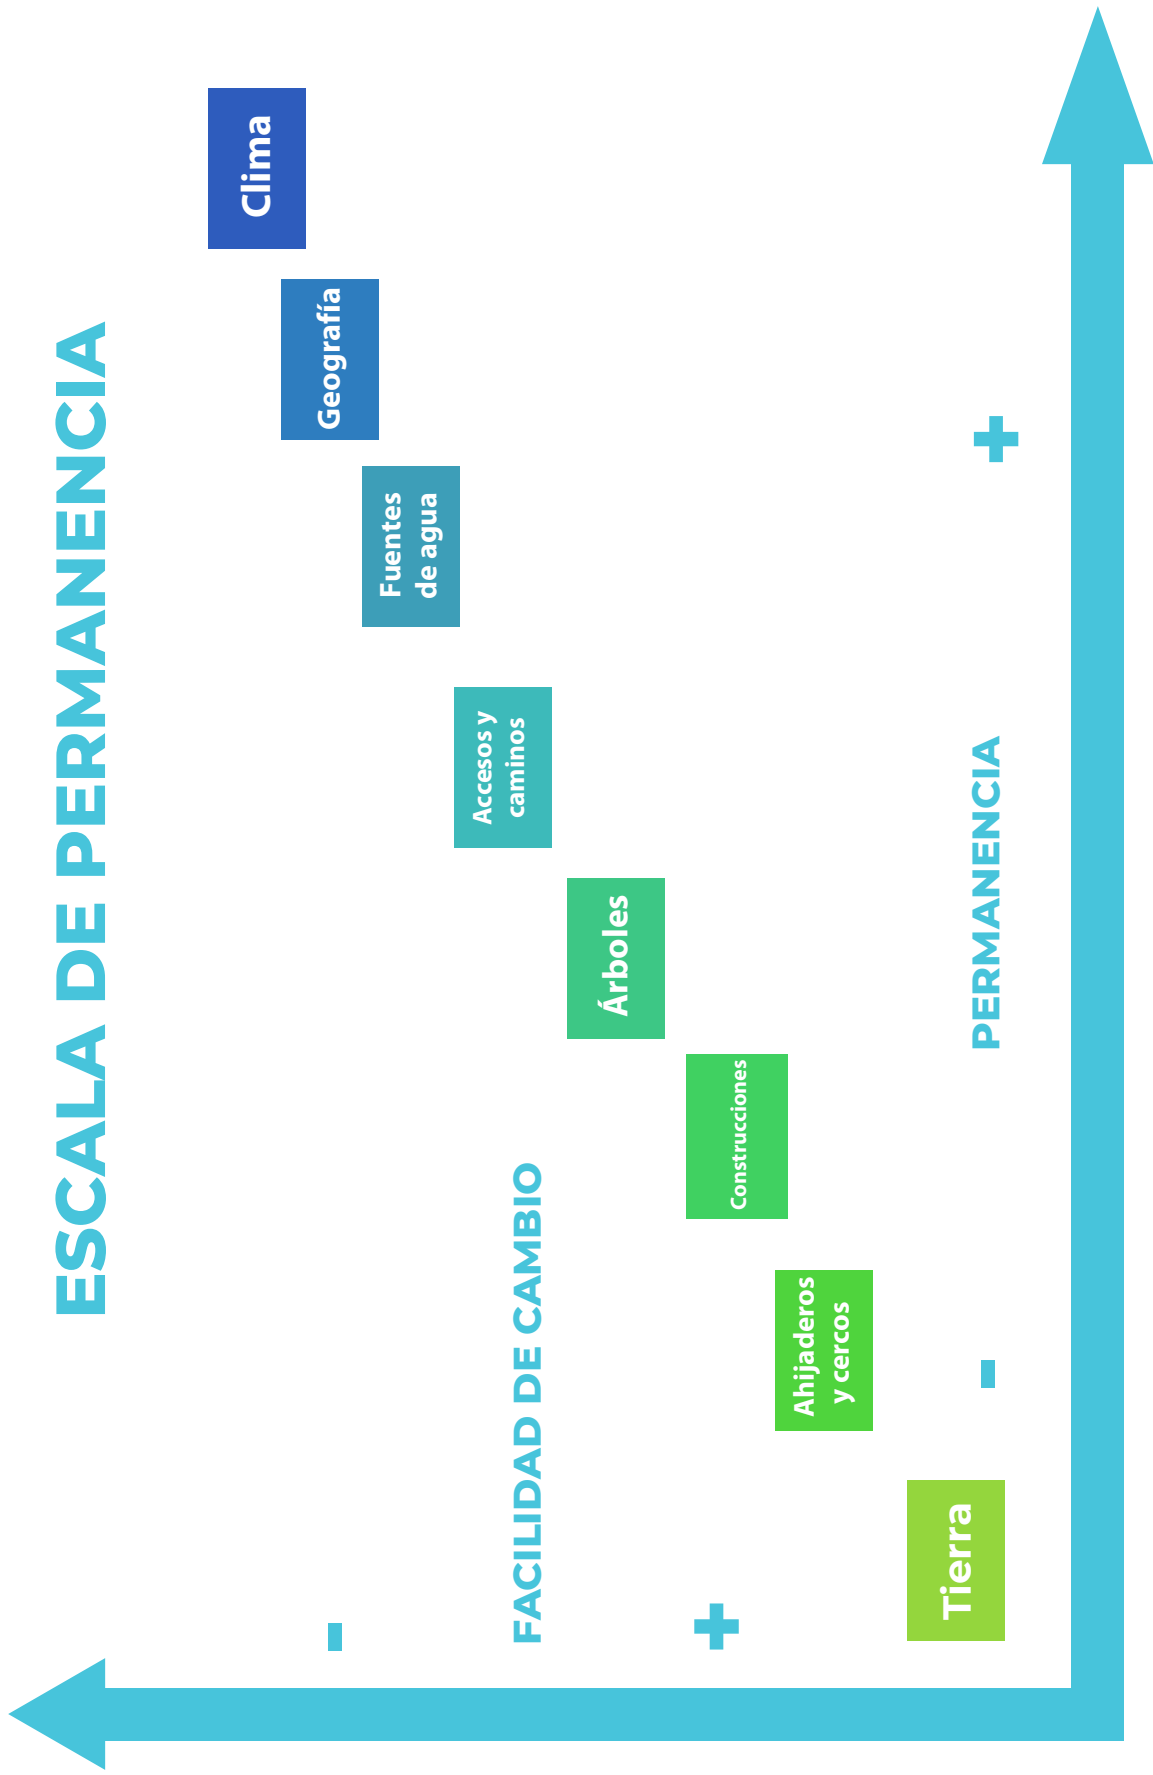 ESCALA DE PERMANENCIA
Clima
Geografía
Fuentes
de agua
Accesos y
caminos
Árboles
Construcciones
Ahijaderos
y cercos
Tierra
-
FACILIDAD DE CAMBIO
+
-
PERMANENCIA
+